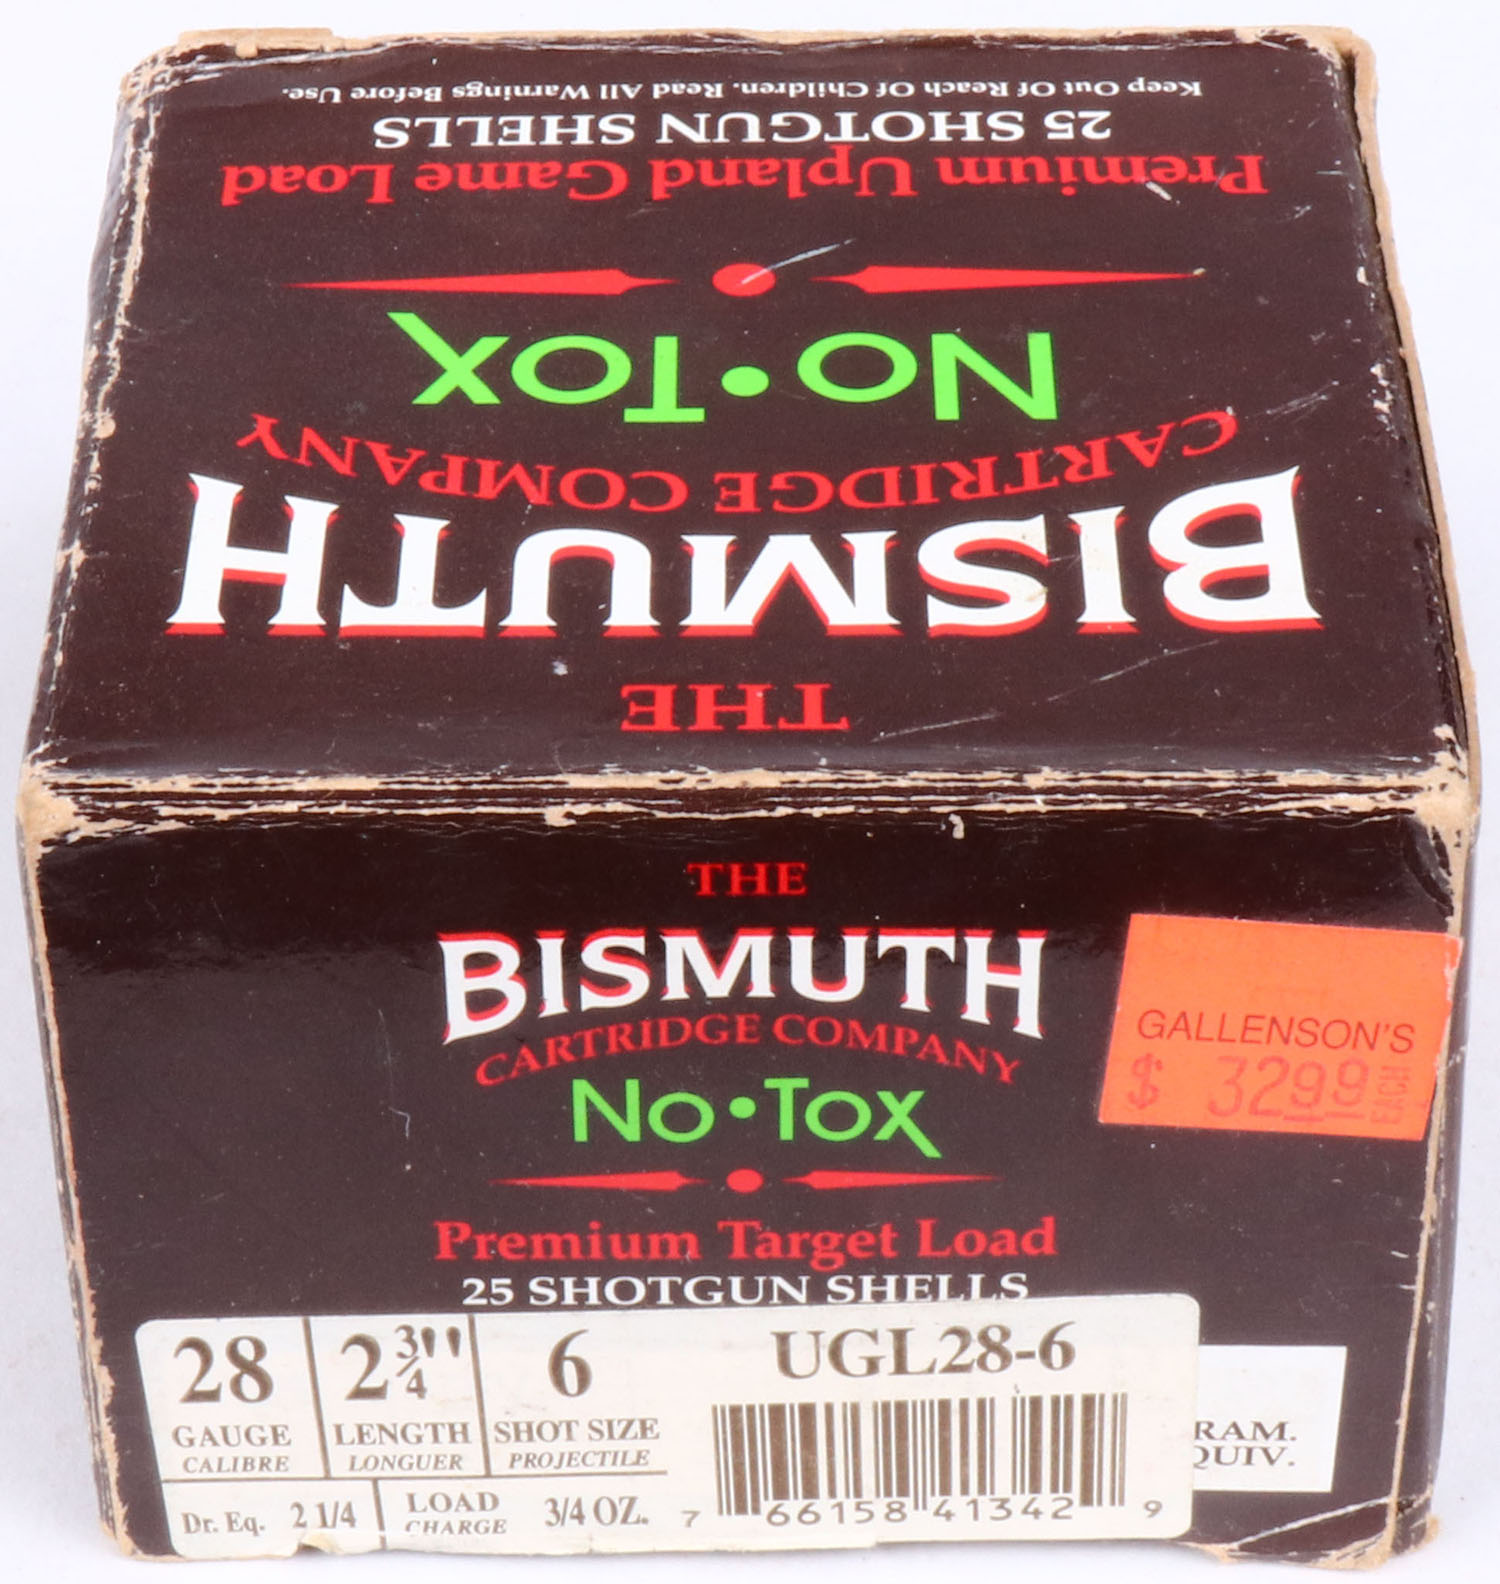 THE
BISMUTH
CARTRIDGE COMPANY
No•Tox
Premium Upland Game Load
25 SHOTGUN SHELLS
Keep Out Of Reach Of Children. Read All Warnings Before Use.
THE
BISMUTH
CARTRIDGE COMPANY
No•Tox
Premium Target Load
25 SHOTGUN SHELLS
GALLENSON'S
$ 3299 EACH
28
GAUGE
CALIBRE
2 3/4"
LENGTH
LONGUER
6
SHOT SIZE
PROJECTILE
Dr. Eq. 2 1/4
LOAD 3/4 OZ.
CHARGE
UGL28-6
7 66158 41342 9
RAM.
QUIV.